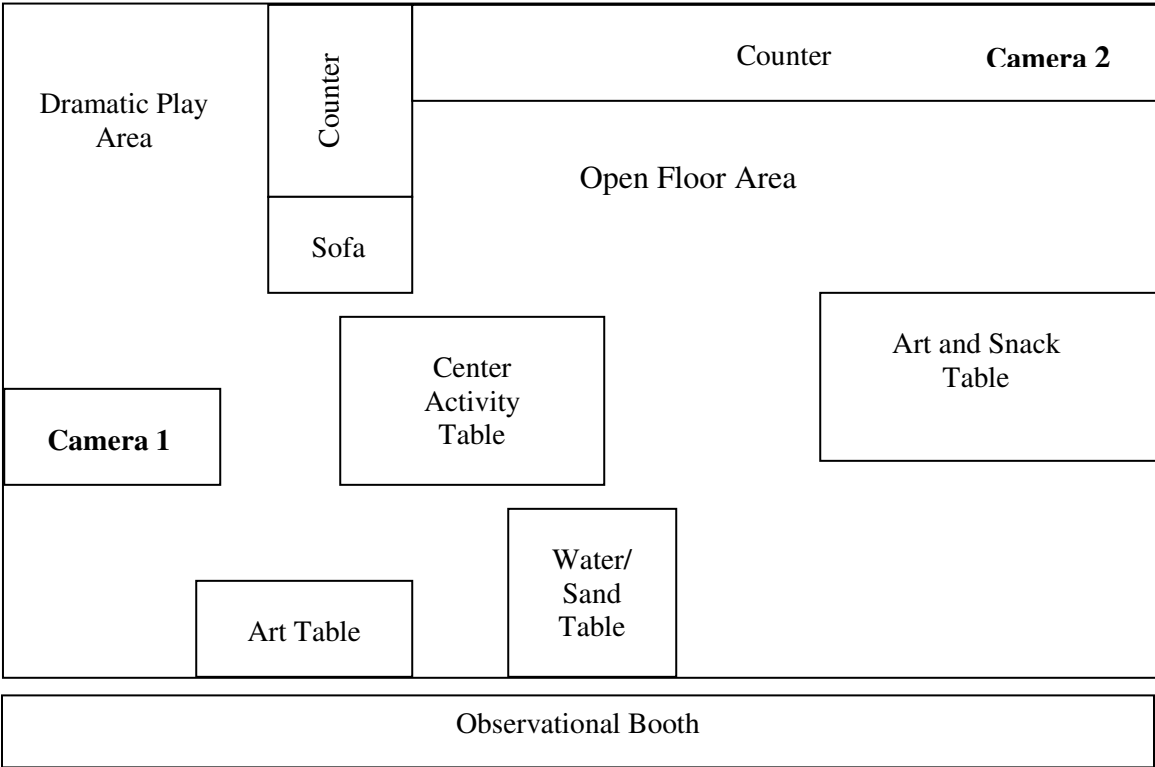 Counter
Camera 2
Dramatic Play
Area
Counter
Open Floor Area
Sofa
Center
Activity
Table
Art and Snack
Table
Camera 1
Water/
Sand
Table
Art Table
Observational Booth